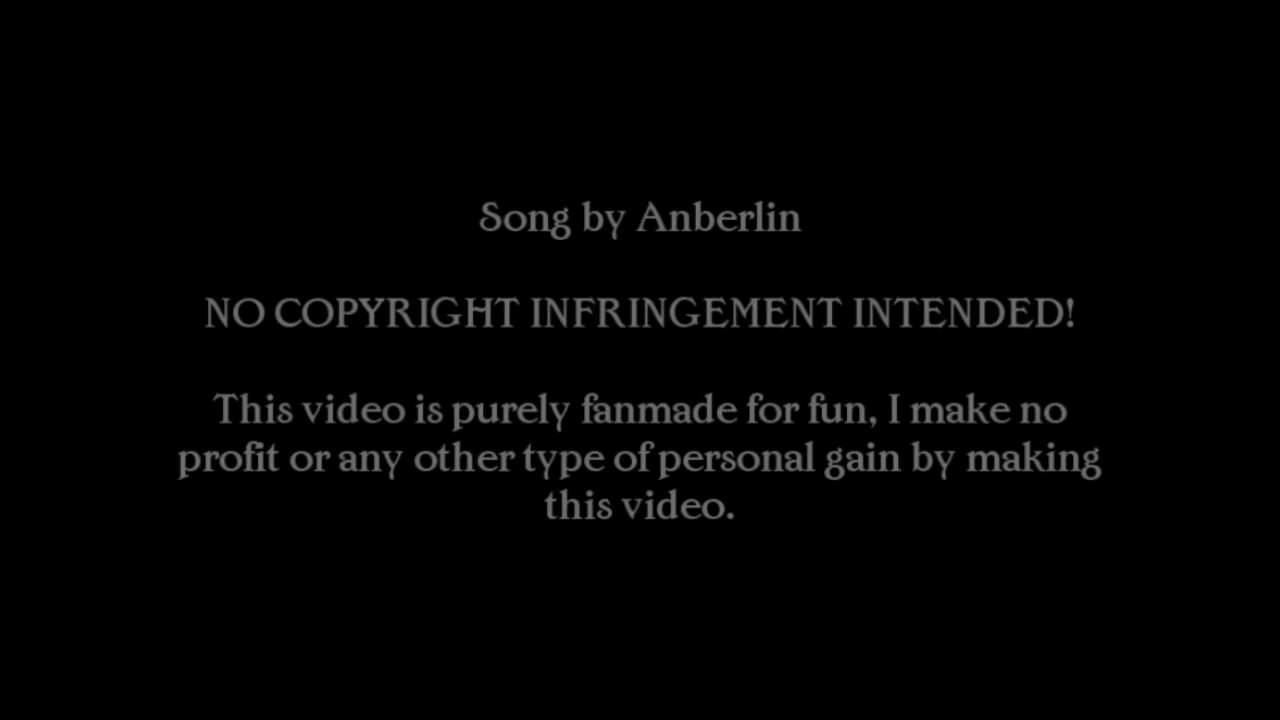 Song by Anberlin
NO COPYRIGHT INFRINGEMENT INTENDED!
This video is purely fanmade for fun, I make no
profit or any other type of personal gain by making
this video.